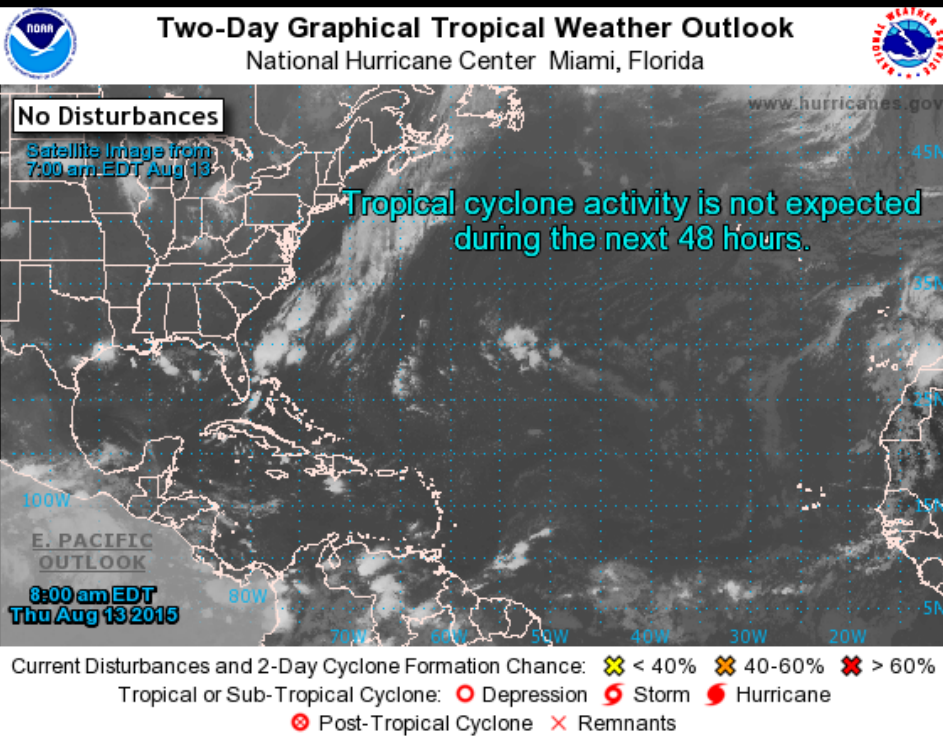 Two-Day Graphical Tropical Weather Outlook
National Hurricane Center Miami, Florida
NOAA
www.hurricanes.gov
No Disturbances
Satellite Image from
7:00 am EDT Aug 13
45N
Tropical cyclone activity is not expected
during the next 48 hours.
35N
25N
100W
15N
E. PACIFIC
OUTLOOK
8:00 am EDT
Thu Aug 13 2015
80W
5N
70W 60W 50W 40W 30W 20W
Current Disturbances and 2-Day Cyclone Formation Chance: < 40% 40-60% > 60%
Tropical or Sub-Tropical Cyclone: Depression Storm Hurricane
Post-Tropical Cyclone Remnants